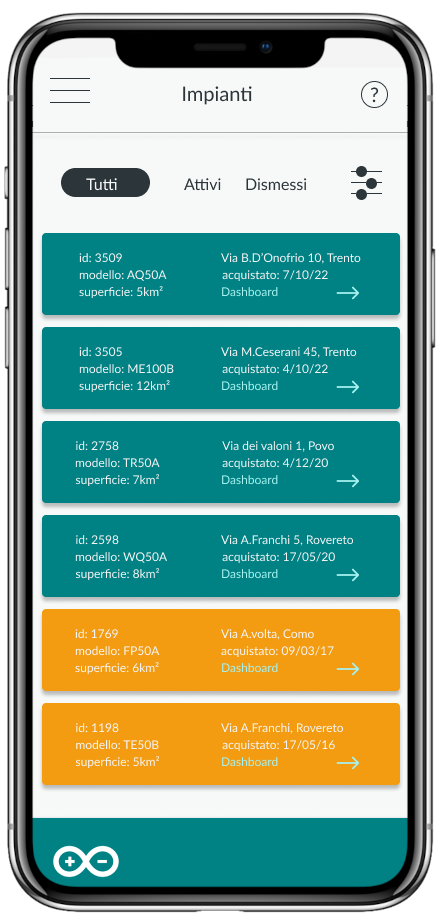 Impianti
?
Tutti
Attivi
Dismessi
id: 3509
modello: AQ50A
superficie: 5km²
Via B.D'Onofrio 10, Trento
acquistato: 7/10/22
Dashboard
id: 3505
modello: ME100B
superficie: 12km²
Via M.Ceserani 45, Trento
acquistato: 4/10/22
Dashboard
id: 2758
modello: TR50A
superficie: 7km²
Via dei valoni 1, Povo
acquistato: 4/12/20
Dashboard
id: 2598
modello: WQ50A
superficie: 8km²
Via A.Franchi 5, Rovereto
acquistato: 17/05/20
Dashboard
id: 1769
modello: FP50A
superficie: 6km²
Via A.volta, Como
acquistato: 09/03/17
Dashboard
id: 1198
modello: TE50B
superficie: 5km²
Via A.Franchi, Rovereto
acquistato: 17/05/16
Dashboard